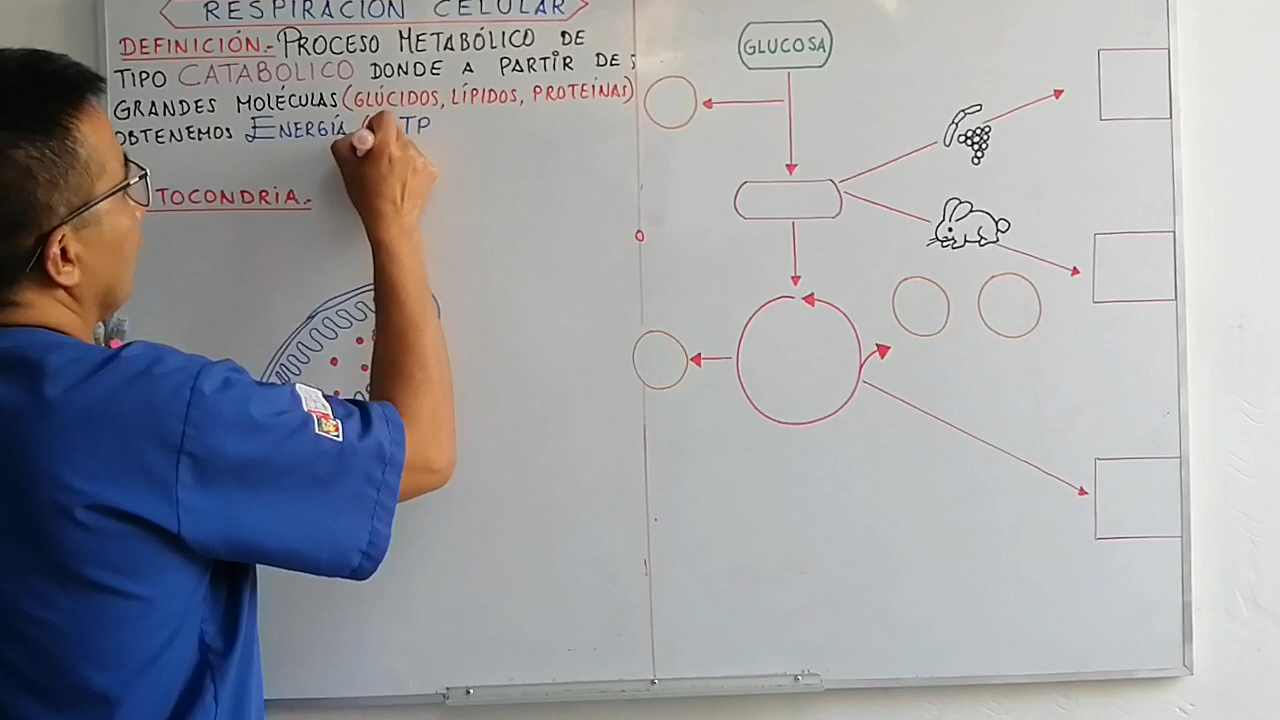 RESPIRACIÓN CELULAR
DEFINICIÓN.- PROCESO METABÓLICO DE
TIPO CATABÓLICO DONDE A PARTIR DE
GRANDES MOLÉCULAS (GLÚCIDOS, LÍPIDOS, PROTEÍNAS)
OBTENEMOS ENERGÍA TP
TOCONDRIA.-
GLUCOSA